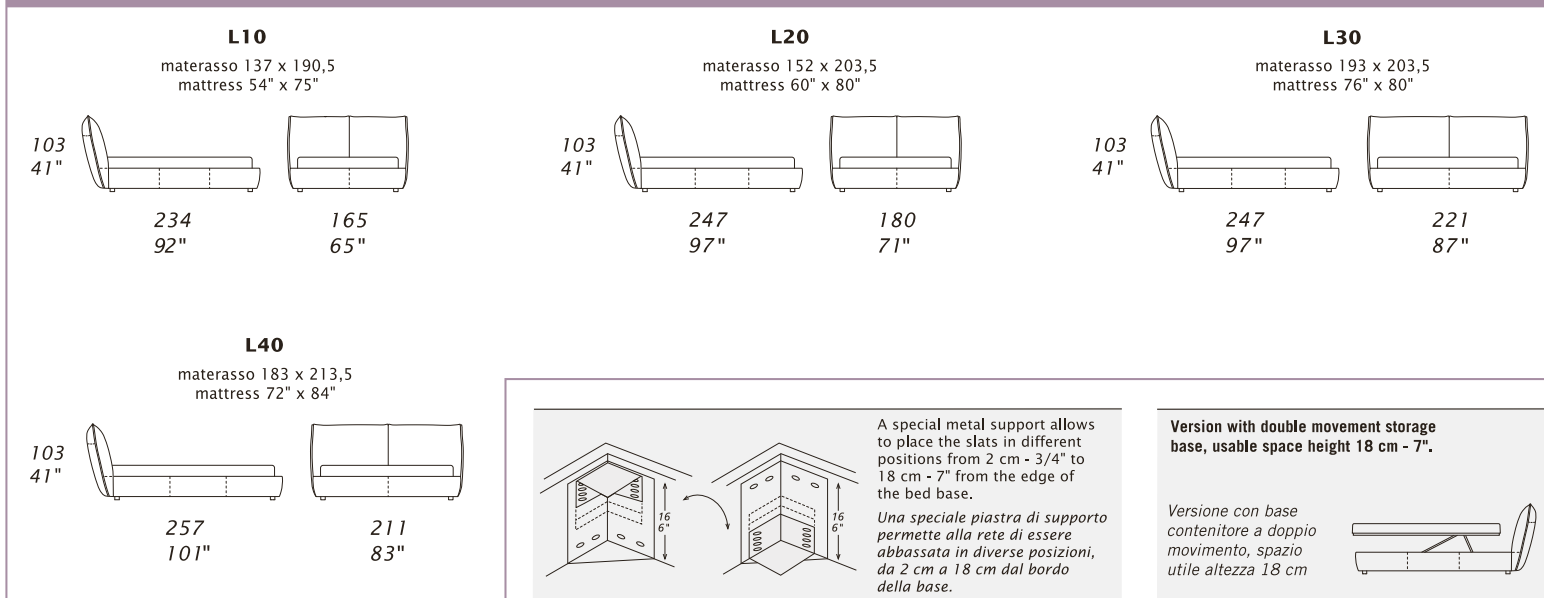 L10
materasso 137 x 190,5
mattress 54" x 75"
103
41"
234
92"
165
65"
L20
materasso 152 x 203,5
mattress 60" x 80"
103
41"
247
97"
180
71"
L30
materasso 193 x 203,5
mattress 76" x 80"
103
41"
247
97"
221
87"
L40
materasso 183 x 213,5
mattress 72" x 84"
103
41"
257
101"
211
83"
16
6"
16
6"
A special metal support allows
to place the slats in different
positions from 2 cm - 3/4" to
18 cm - 7" from the edge of
the bed base.
Una speciale piastra di supporto
permette alla rete di essere
abbassata in diverse posizioni,
da 2 cm a 18 cm dal bordo
della base.
Version with double movement storage
base, usable space height 18 cm - 7".
Versione con base
contenitore a doppio
movimento, spazio
utile altezza 18 cm